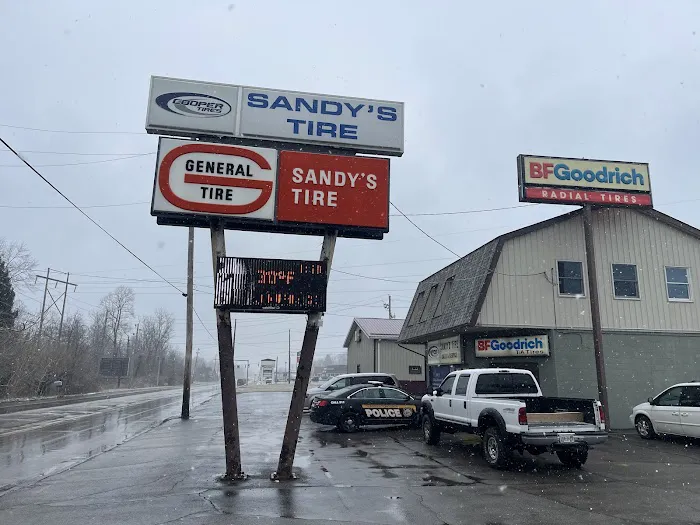 COOPER
TIRES
SANDY'S
TIRE
GENERAL
TIRE
SANDY'S
TIRE
BFGoodrich
RADIAL TIRES
BFGoodrich
POLICE